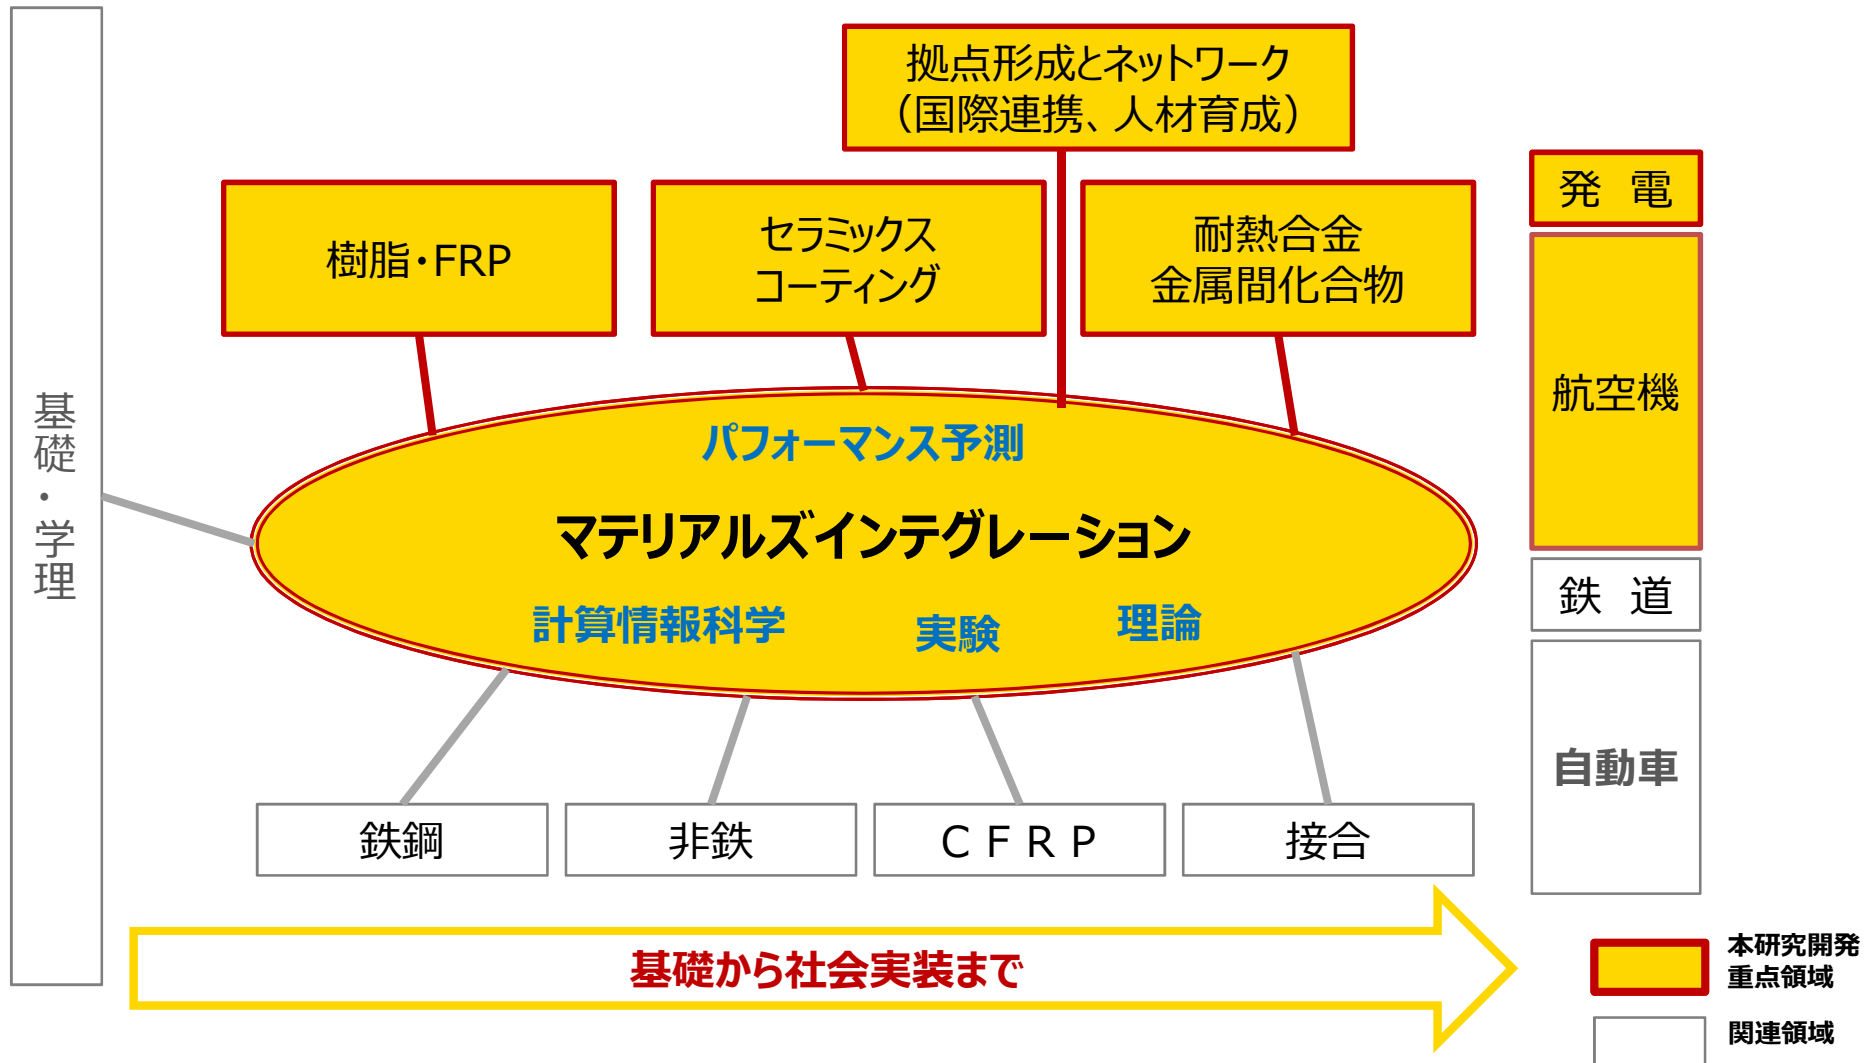 拠点形成とネットワーク
（国際連携、人材育成）
樹脂・FRP
セラミックス
コーティング
耐熱合金
金属間化合物
発 電
航空機
鉄 道
自動車
基礎・学理
パフォーマンス予測
マテリアルズインテグレーション
計算情報科学
実験
理論
鉄鋼
非鉄
ＣＦＲＰ
接合
基礎から社会実装まで
本研究開発
重点領域
関連領域